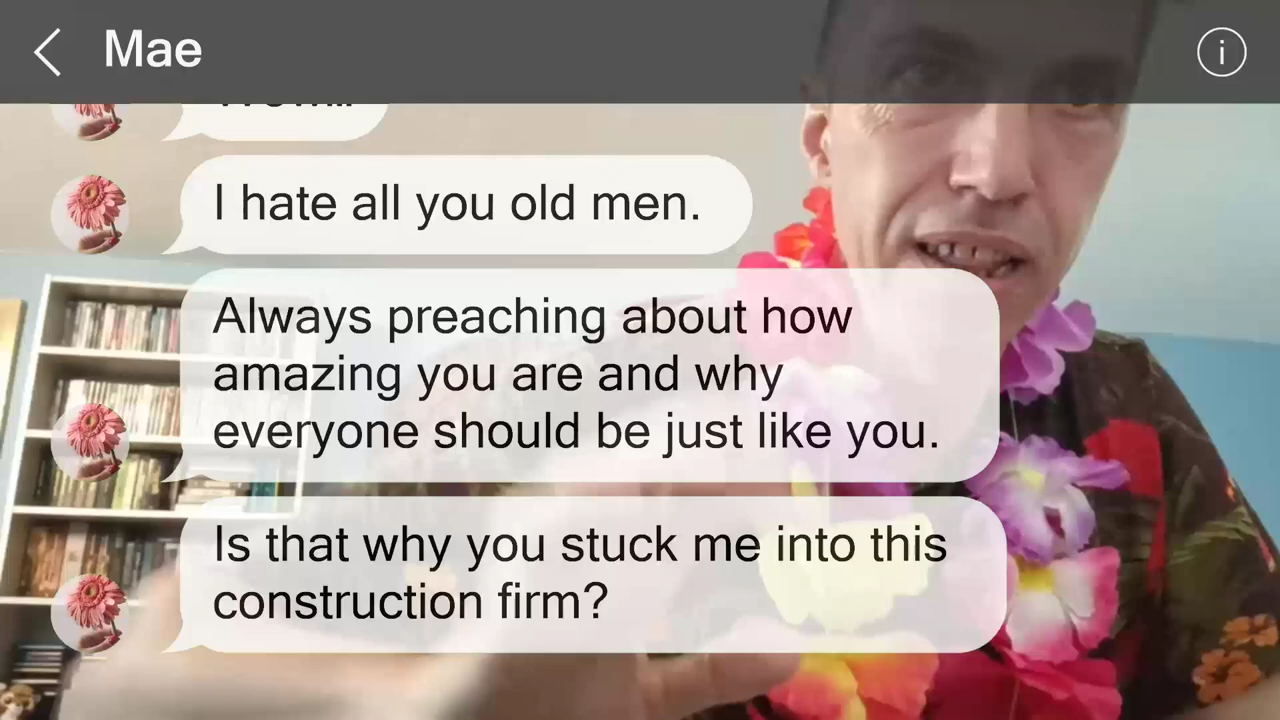 Mae
I hate all you old men.
Always preaching about how
amazing you are and why
everyone should be just like you.
Is that why you stuck me into this
construction firm?